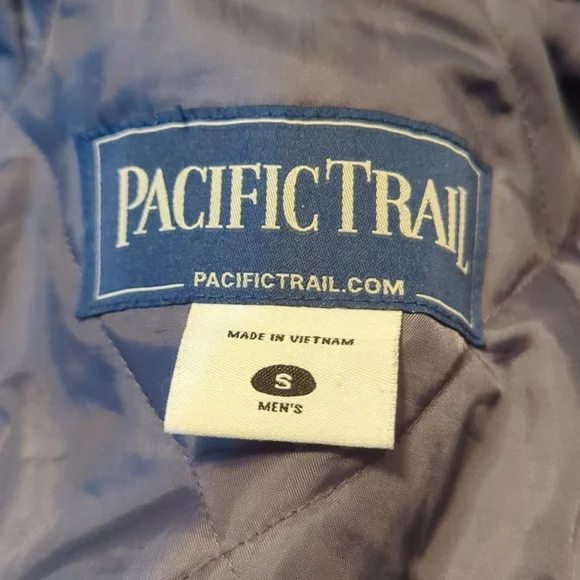 PACIFIC TRAIL
PACIFICTRAIL.COM
MADE IN VIETNAM
S
MEN'S